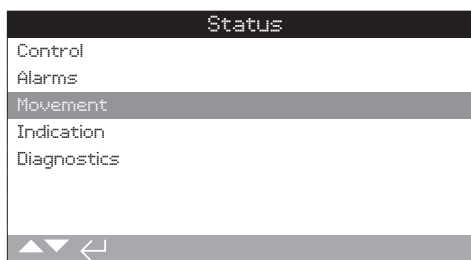 Status
Control
Alarms
Movement
Indication
Diagnostics